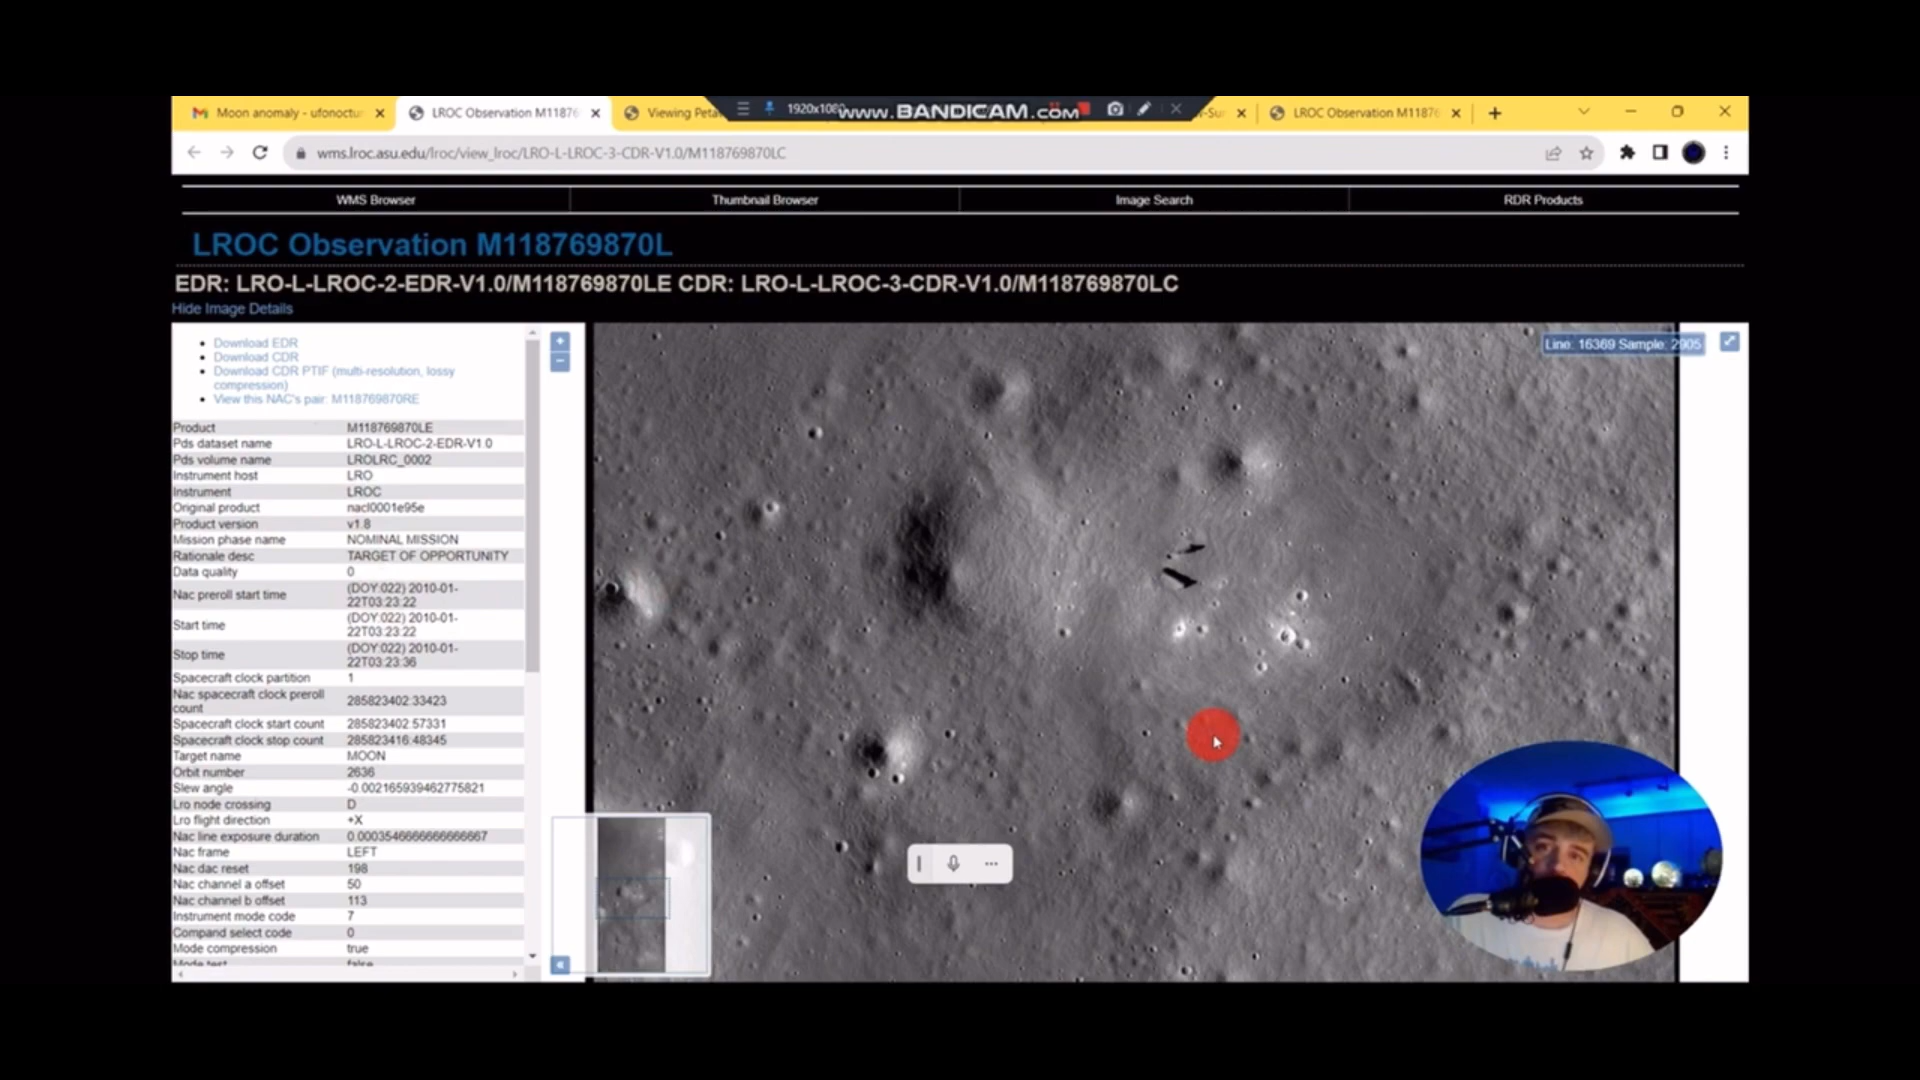 Moon anomaly - ufonoctur
LROC Observation M11876
Viewing Peta
1920x1080
www.BANDICAM.com
r-Sur
LROC Observation M11876
wms.lroc.asu.edu/lroc/view_lroc/LRO-L-LROC-3-CDR-V1.0/M118769870LC
WMS Browser
Thumbnail Browser
Image Search
RDR Products
LROC Observation M118769870L
EDR: LRO-L-LROC-2-EDR-V1.0/M118769870LE CDR: LRO-L-LROC-3-CDR-V1.0/M118769870LC
Hide Image Details
Download EDR
Download CDR
Download CDR PTIF (multi-resolution, lossy
compression)
View this NAC's pair: M118769870RE
Line: 16369 Sample: 2905
Product M118769870LE
Pds dataset name LRO-L-LROC-2-EDR-V1.0
Pds volume name LROLRC_0002
Instrument host LRO
Instrument LROC
Original product nacl0001e95e
Product version v1.8
Mission phase name NOMINAL MISSION
Rationale desc TARGET OF OPPORTUNITY
Data quality 0
Nac preroll start time (DOY:022) 2010-01-
22T03:23:22
Start time (DOY:022) 2010-01-
22T03:23:22
Stop time (DOY:022) 2010-01-
22T03:23:36
Spacecraft clock partition 1
Nac spacecraft clock preroll
count 285823402:33423
Spacecraft clock start count 285823402:57331
Spacecraft clock stop count 285823416:48345
Target name MOON
Orbit number 2636
Slew angle -0.002165939462775821
Lro node crossing D
Lro flight direction +X
Nac line exposure duration 0.0003546666666666667
Nac frame LEFT
Nac dac reset 198
Nac channel a offset 50
Nac channel b offset 113
Instrument mode code 7
Compand select code 0
Mode compression true
Mode test false